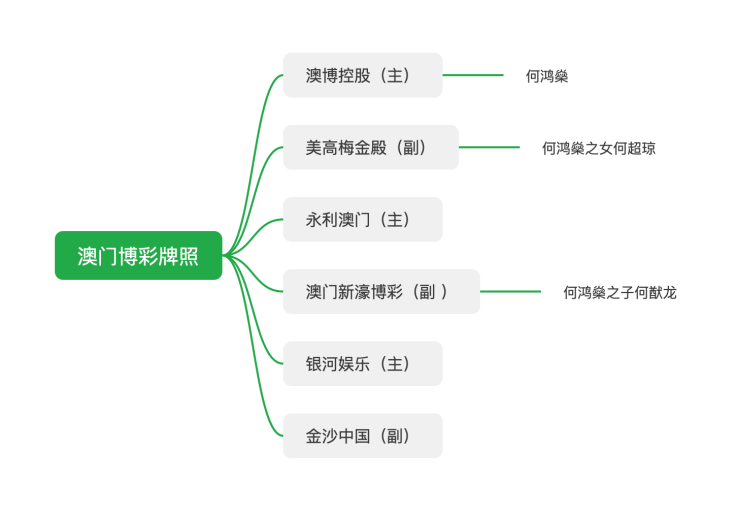 澳门博彩牌照
澳博控股（主） 何鸿燊
美高梅金殿（副） 何鸿燊之女何超琼
永利澳门（主）
澳门新濠博彩（副 ） 何鸿燊之子何猷龙
银河娱乐（主）
金沙中国（副）